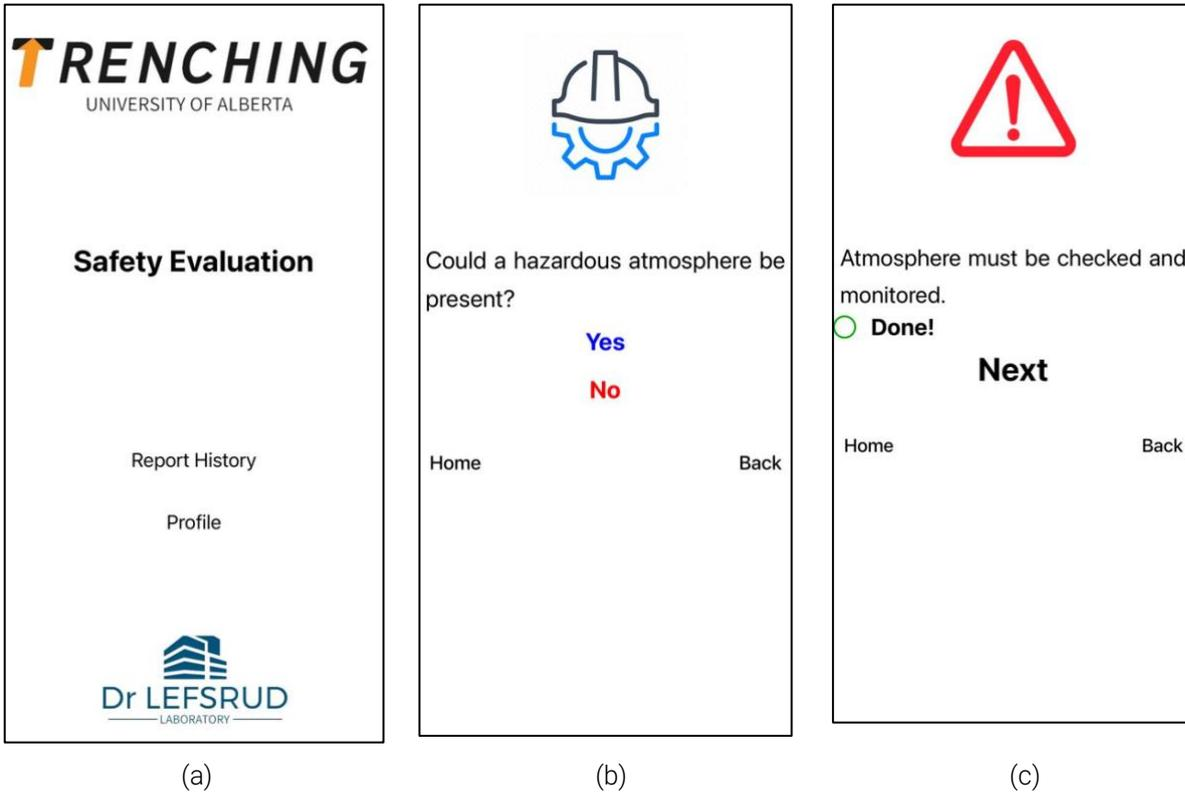 TRENCHING
UNIVERSITY OF ALBERTA
Safety Evaluation
Report History
Profile
Dr LEFSRUD
LABORATORY
(a)
Could a hazardous atmosphere be
present?
Yes
No
Home
Back
(b)
Atmosphere must be checked and
monitored.
Done!
Next
Home
Back
(c)